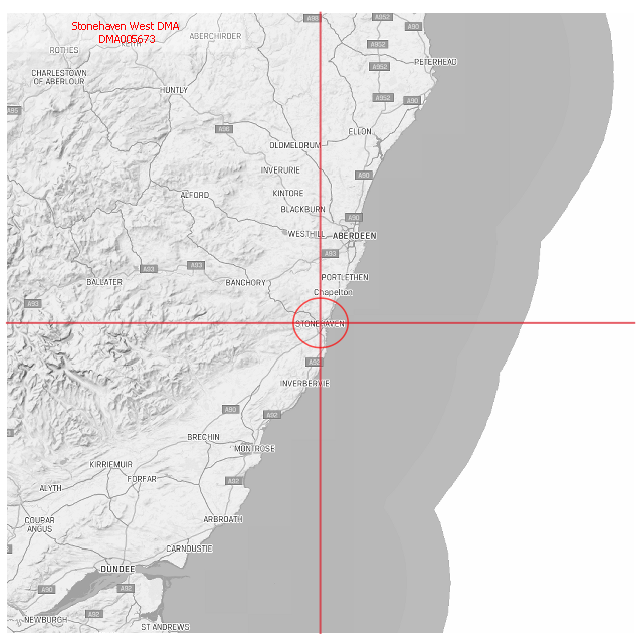 Stonehaven West DMA
DMA005673
A98
A952
A90
ROTHES
KEITH
ABERCHIRDER
A952
PETERHEAD
A952
CHARLESTOWN
OF ABERLOUR
HUNTLY
A952
A90
A95
A96
ELLON
OLDMELDRUM
INVERURIE
A90
ALFORD
KINTORE
BLACKBURN
A90
WESTHILL
ABERDEEN
A93
A93
A93
BALLATER
BANCHORY
PORTLETHEN
Chapelton
A93
STONEHAVEN
A90
INVERBERVIE
A90
A92
BRECHIN
MONTROSE
KIRRIEMUIR
FORFAR
A92
ALYTH
COUPAR
ANGUS
ARBROATH
CARNOUSTIE
DUNDEE
A90
A92
A92
NEWBURGH
ST ANDREWS